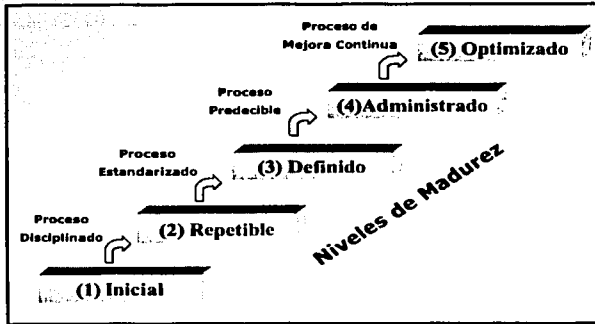 Proceso de
Mejora Continua
(5) Optimizado
Proceso
Predecible
(4)Administrado
Proceso
Estandarizado
(3) Definido
Proceso
Disciplinado
(2) Repetible
(1) Inicial
Niveles de Madurez